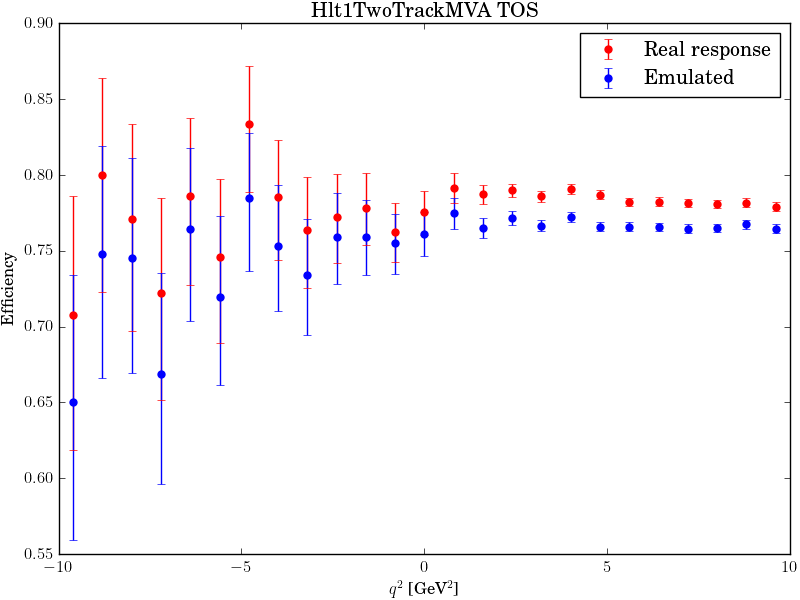 Hlt1TwoTrackMVA TOS
0.90
0.85
0.80
0.75
0.70
0.65
0.60
0.55
Efficiency
Real response
Emulated
−10
−5
0
5
10
q² [GeV²]